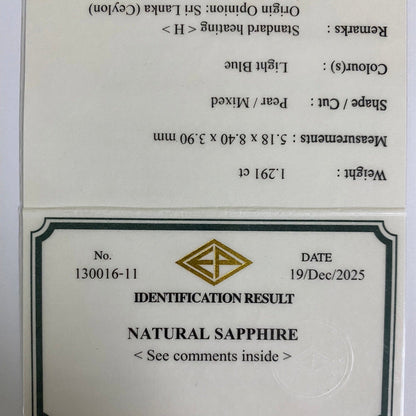 Weight : 1.291 ct
Measurements : 5.18 x 8.40 x 3.90 mm
Shape / Cut : Pear / Mixed
Colour(s) : Light Blue
Remarks : Standard heating < H >
Origin Opinion: Sri Lanka (Ceylon)
No. DATE
130016-11 19/Dec/2025
IDENTIFICATION RESULT
NATURAL SAPPHIRE
< See comments inside >